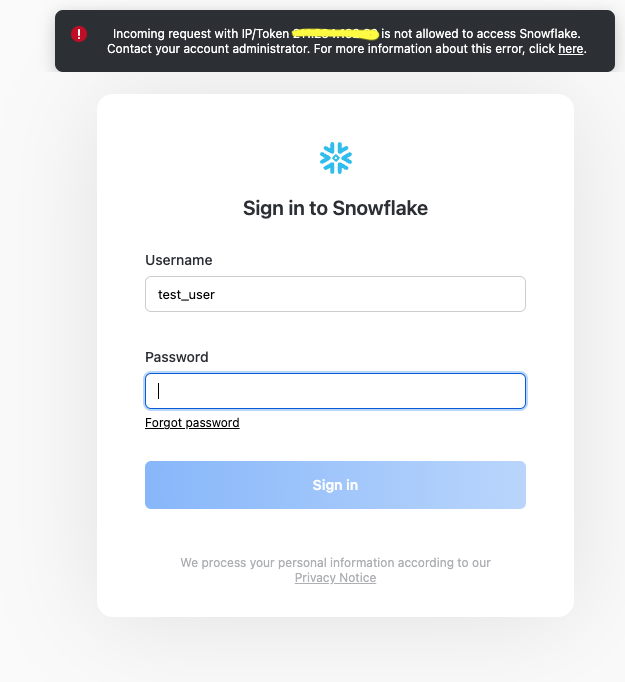 Incoming request with IP/Token is not allowed to access Snowflake.
Contact your account administrator. For more information about this error, click here.
Sign in to Snowflake
Username
test_user
Password
Forgot password
Sign in
We process your personal information according to our
Privacy Notice